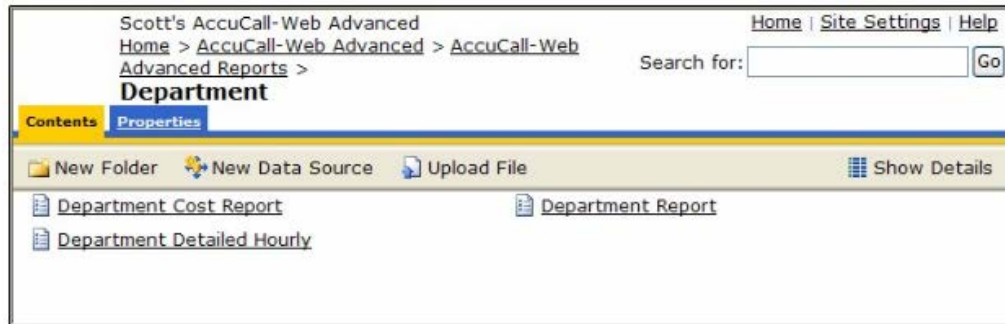 Scott's AccuCall-Web Advanced
Home | Site Settings | Help
Home > AccuCall-Web Advanced > AccuCall-Web
Advanced Reports >
Search for: Go
Department
Contents Properties
New Folder New Data Source Upload File Show Details
Department Cost Report Department Report
Department Detailed Hourly